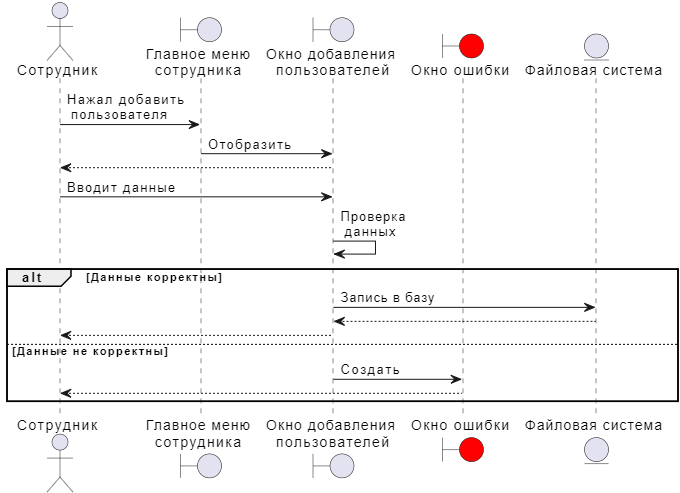 Сотрудник
Главное меню
сотрудника
Окно добавления
пользователей
Окно ошибки
Файловая система
Нажал добавить
пользователя
Отобразить
Вводит данные
Проверка
данных
alt
[Данные корректны]
Запись в базу
[Данные не корректны]
Создать
Сотрудник
Главное меню
сотрудника
Окно добавления
пользователей
Окно ошибки
Файловая система